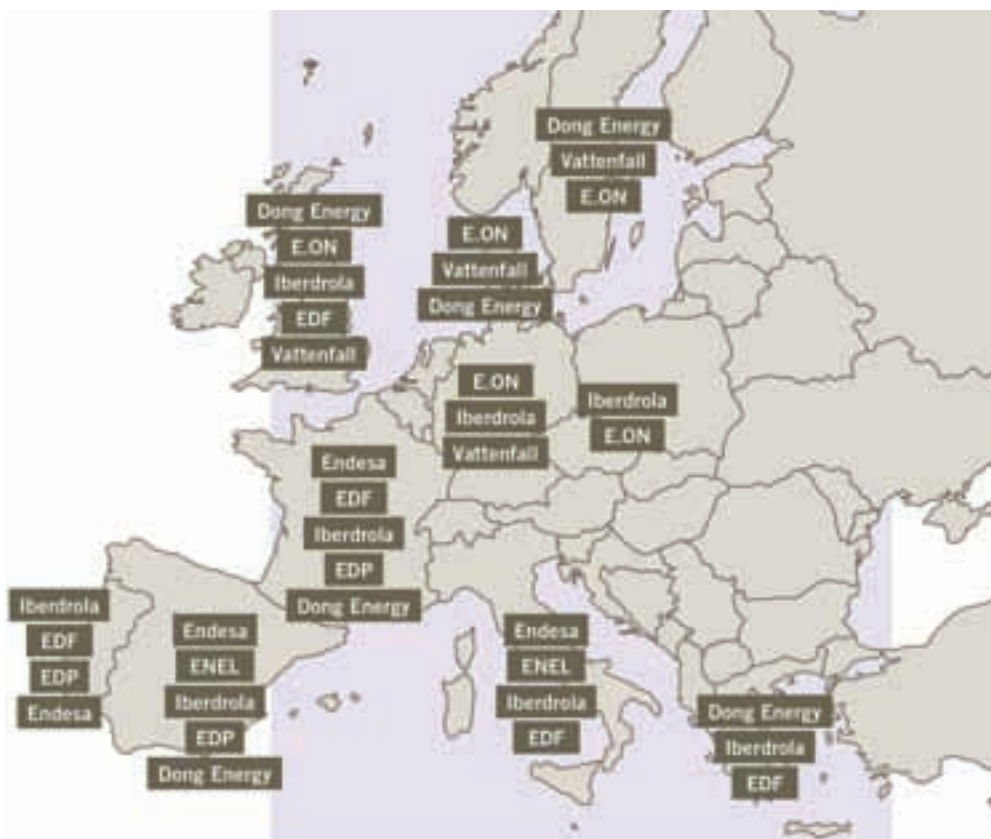 Dong Energy
Vattenfall
E.ON
Dong Energy
E.ON
Iberdrola
EDF
Vattenfall
E.ON
Vattenfall
Dong Energy
E.ON
Iberdrola
Vattenfall
Iberdrola
E.ON
Endesa
EDF
Iberdrola
EDP
Dong Energy
Iberdrola
EDF
EDP
Endesa
Endesa
ENEL
Iberdrola
EDP
Dong Energy
Endesa
ENEL
Iberdrola
EDF
Dong Energy
Iberdrola
EDF